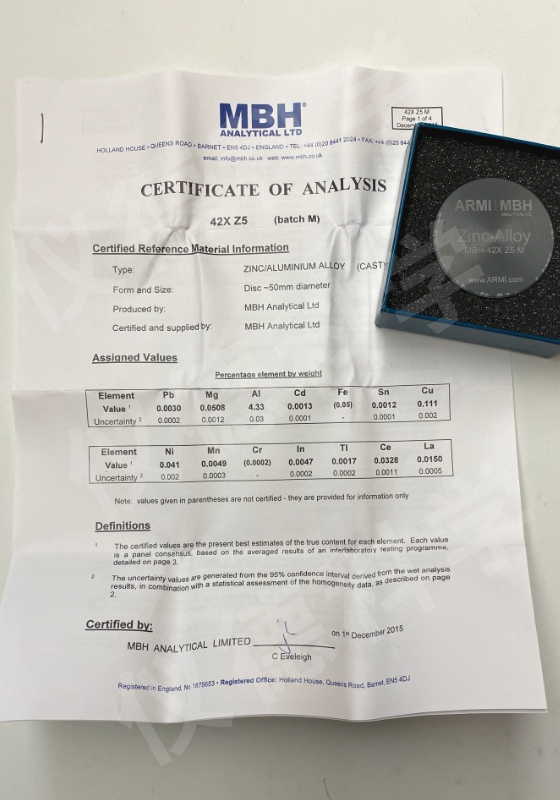 MBH®
ANALYTICAL LTD
42X Z5 M
Page 1 of 4
HOLLAND HOUSE • QUEENS ROAD • BARNET • EN5 4DJ • ENGLAND • TEL: +44 (0)20 8441 2024 • FAX: +44 (0)20 844
email: info@mbh.co.uk web: www.mbh.co.uk
CERTIFICATE OF ANALYSIS
42X Z5 (batch M)
Certified Reference Material Information
Type: ZINC/ALUMINIUM ALLOY (CAST)
Form and Size: Disc ~50mm diameter
Produced by: MBH Analytical Ltd
Certified and supplied by: MBH Analytical Ltd
Assigned Values
Percentage element by weight
Element Pb Mg Al Cd Fe Sn Cu
Value ¹ 0.0030 0.0508 4.33 0.0013 (0.05) 0.0012 0.111
Uncertainty ² 0.0002 0.0012 0.03 0.0001 - 0.0001 0.002
Element Ni Mn Cr In Tl Ce La
Value ¹ 0.041 0.0049 (0.0002) 0.0047 0.0017 0.0328 0.0150
Uncertainty ² 0.002 0.0003 - 0.0002 0.0002 0.0011 0.0005
Note: values given in parentheses are not certified - they are provided for information only
Definitions
1 The certified values are the present best estimates of the true content for each element. Each value
is a panel consensus, based on the averaged results of an interlaboratory testing programme,
detailed on page 3.
2 The uncertainty values are generated from the 95% confidence interval derived from the wet analysis
results, in combination with a statistical assessment of the homogeneity data, as described on page
2.
Certified by:
MBH ANALYTICAL LIMITED
on 1st December 2015
C Eveleigh
Registered in England, No 1875653 • Registered Office: Holland House, Queens Road, Barnet, EN5 4DJ
ARMI | MBH
ANALYTICAL LTD
Zinc Alloy
MBH-42X Z5 M
www.ARMI.com